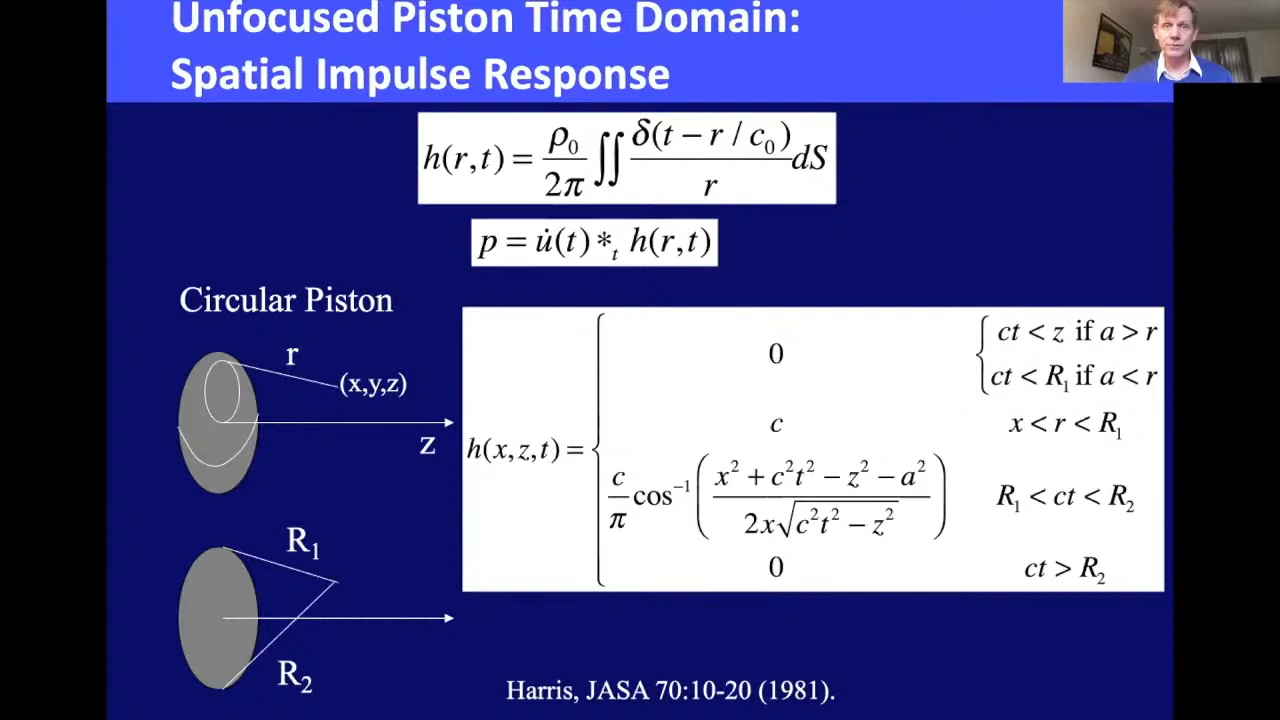 Unfocused Piston Time Domain:
Spatial Impulse Response
h(r,t) = ρ₀/2π ∬ δ(t − r / c₀)/r dS
p = u̇(t) *ₜ h(r,t)
Circular Piston
r
(x,y,z)
z
R₁
R₂
h(x,z,t) = {
0 { ct < z if a > r
ct < R₁ if a < r
c x < r < R₁
c/π cos⁻¹( (x² + c²t² − z² − a²) / (2x√(c²t² − z²)) ) R₁ < ct < R₂
0 ct > R₂
Harris, JASA 70:10-20 (1981).